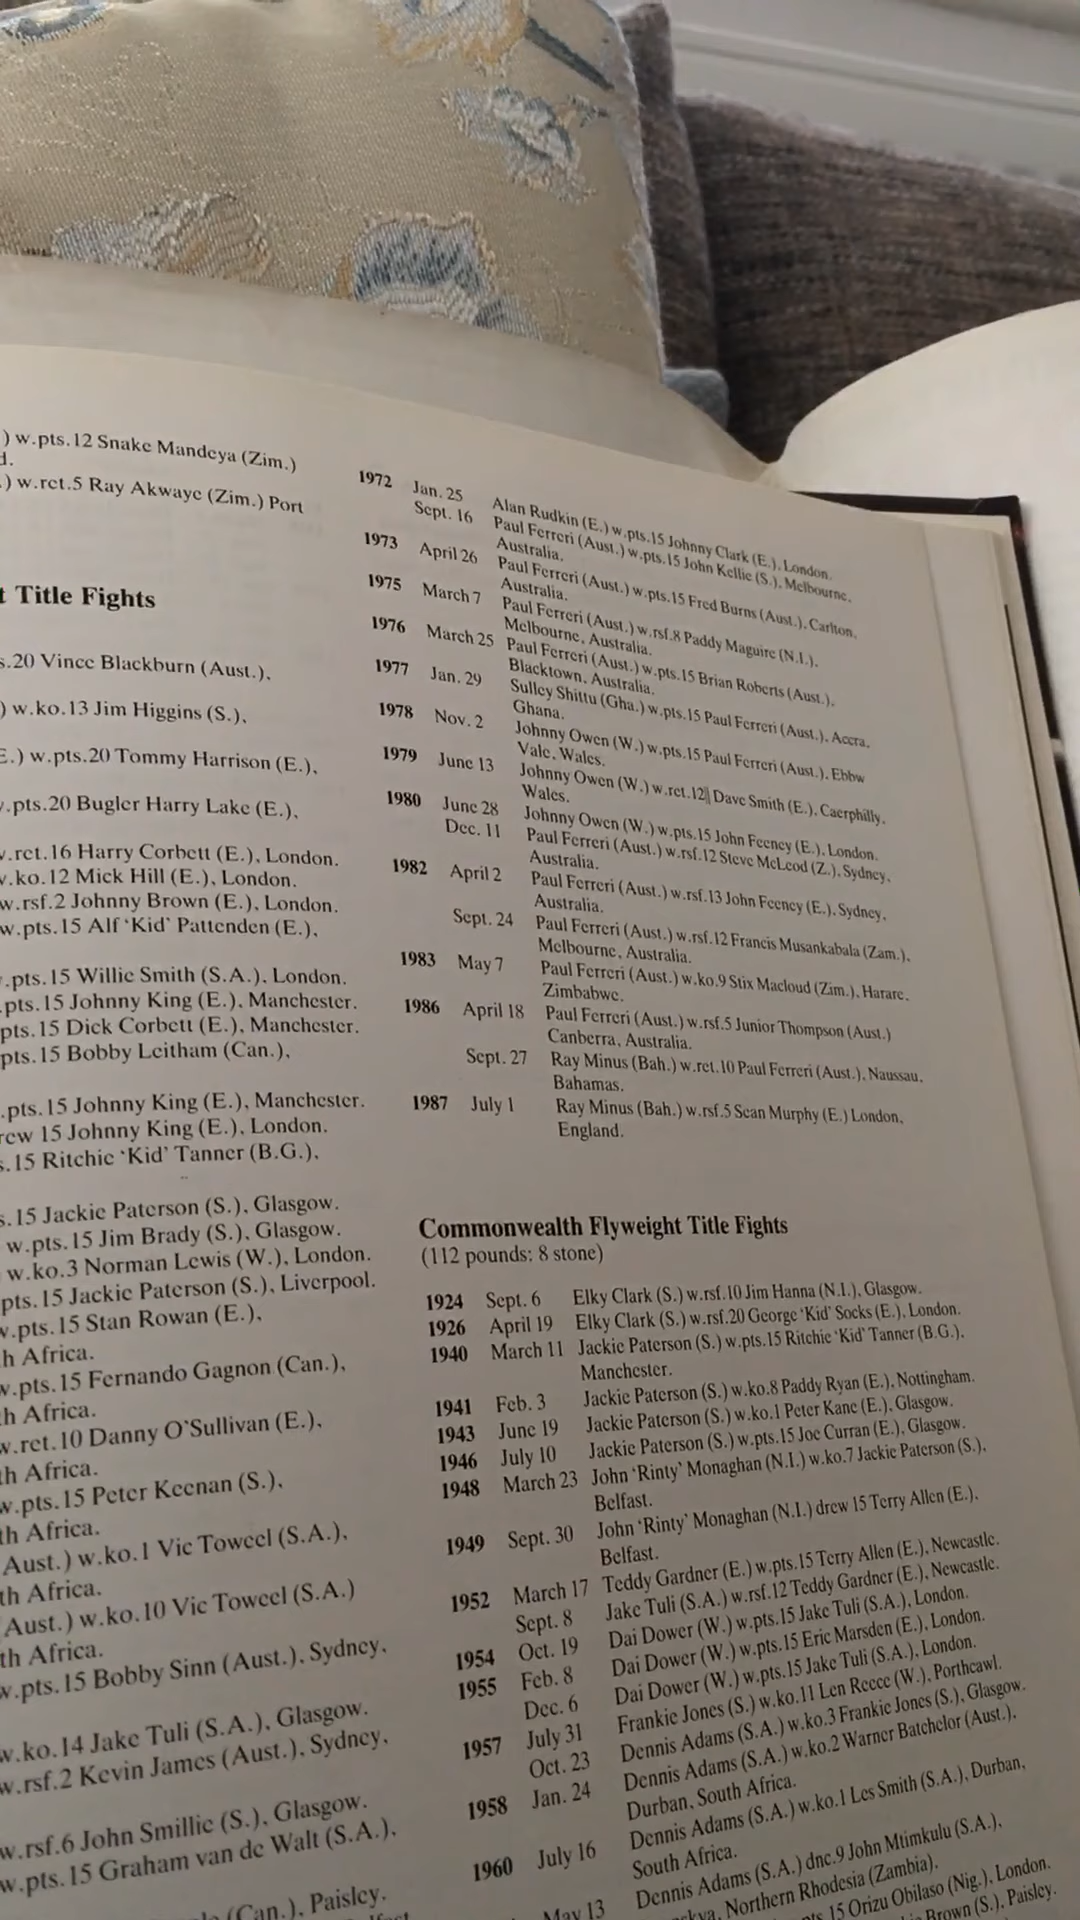 ) w.pts.12 Snake Mandeya (Zim.)
d.
.) w.ret.5 Ray Akwaye (Zim.) Port
t Title Fights
s.20 Vince Blackburn (Aust.),
) w.ko.13 Jim Higgins (S.),
E.) w.pts.20 Tommy Harrison (E.),
.pts.20 Bugler Harry Lake (E.),
.ret.16 Harry Corbett (E.), London.
.ko.12 Mick Hill (E.), London.
w.rsf.2 Johnny Brown (E.), London.
w.pts.15 Alf 'Kid' Pattenden (E.),
.pts.15 Willie Smith (S.A.), London.
.pts.15 Johnny King (E.), Manchester.
pts.15 Dick Corbett (E.), Manchester.
pts.15 Bobby Leitham (Can.),
.pts.15 Johnny King (E.), Manchester.
rew 15 Johnny King (E.), London.
s.15 Ritchie 'Kid' Tanner (B.G.),
s.15 Jackie Paterson (S.), Glasgow.
w.pts.15 Jim Brady (S.), Glasgow.
w.ko.3 Norman Lewis (W.), London.
pts.15 Jackie Paterson (S.), Liverpool.
w.pts.15 Stan Rowan (E.),
h Africa.
w.pts.15 Fernando Gagnon (Can.),
th Africa.
w.ret.10 Danny O'Sullivan (E.),
th Africa.
w.pts.15 Peter Keenan (S.),
th Africa.
Aust.) w.ko.1 Vic Toweel (S.A.),
th Africa.
(Aust.) w.ko.10 Vic Toweel (S.A.)
th Africa.
w.pts.15 Bobby Sinn (Aust.), Sydney,
w.ko.14 Jake Tuli (S.A.), Glasgow.
w.rsf.2 Kevin James (Aust.), Sydney,
w.rsf.6 John Smillie (S.), Glasgow.
w.pts.15 Graham van de Walt (S.A.),
(Can.), Paisley.
1972 Jan. 25 Alan Rudkin (E.) w.pts.15 Johnny Clark (E.), London.
Sept. 16 Paul Ferreri (Aust.) w.pts.15 John Kellie (S.), Melbourne,
Australia.
1973 April 26 Paul Ferreri (Aust.) w.pts.15 Fred Burns (Aust.), Carlton,
Australia.
1975 March 7 Paul Ferreri (Aust.) w.rsf.8 Paddy Maguire (N.I.),
Melbourne, Australia.
1976 March 25 Paul Ferreri (Aust.) w.pts.15 Brian Roberts (Aust.),
Blacktown, Australia.
1977 Jan. 29 Sulley Shittu (Gha.) w.pts.15 Paul Ferreri (Aust.), Accra,
Ghana.
1978 Nov. 2 Johnny Owen (W.) w.pts.15 Paul Ferreri (Aust.), Ebbw
Vale, Wales.
1979 June 13 Johnny Owen (W.) w.ret.12 Dave Smith (E.), Caerphilly,
Wales.
1980 June 28 Johnny Owen (W.) w.pts.15 John Feeney (E.), London.
Dec. 11 Paul Ferreri (Aust.) w.rsf.12 Steve McLeod (Z.), Sydney,
Australia.
1982 April 2 Paul Ferreri (Aust.) w.rsf.13 John Feeney (E.), Sydney,
Australia.
Sept. 24 Paul Ferreri (Aust.) w.rsf.12 Francis Musankabala (Zam.),
Melbourne, Australia.
1983 May 7 Paul Ferreri (Aust.) w.ko.9 Stix Macloud (Zim.), Harare,
Zimbabwe.
1986 April 18 Paul Ferreri (Aust.) w.rsf.5 Junior Thompson (Aust.)
Canberra, Australia.
Sept. 27 Ray Minus (Bah.) w.ret.10 Paul Ferreri (Aust.), Naussau,
Bahamas.
1987 July 1 Ray Minus (Bah.) w.rsf.5 Sean Murphy (E.) London,
England.
Commonwealth Flyweight Title Fights
(112 pounds: 8 stone)
1924 Sept. 6 Elky Clark (S.) w.rsf.10 Jim Hanna (N.I.), Glasgow.
1926 April 19 Elky Clark (S.) w.rsf.20 George 'Kid' Socks (E.), London.
1940 March 11 Jackie Paterson (S.) w.pts.15 Ritchie 'Kid' Tanner (B.G.),
Manchester.
1941 Feb. 3 Jackie Paterson (S.) w.ko.8 Paddy Ryan (E.), Nottingham.
1943 June 19 Jackie Paterson (S.) w.ko.1 Peter Kane (E.), Glasgow.
1946 July 10 Jackie Paterson (S.) w.pts.15 Joe Curran (E.), Glasgow.
1948 March 23 John 'Rinty' Monaghan (N.I.) w.ko.7 Jackie Paterson (S.),
Belfast.
1949 Sept. 30 John 'Rinty' Monaghan (N.I.) drew 15 Terry Allen (E.),
Belfast.
1952 March 17 Teddy Gardner (E.) w.pts.15 Terry Allen (E.), Newcastle.
Sept. 8 Jake Tuli (S.A.) w.rsf.12 Teddy Gardner (E.), Newcastle.
1954 Oct. 19 Dai Dower (W.) w.pts.15 Jake Tuli (S.A.), London.
1955 Feb. 8 Dai Dower (W.) w.pts.15 Eric Marsden (E.), London.
Dec. 6 Dai Dower (W.) w.pts.15 Jake Tuli (S.A.), London.
1957 July 31 Frankie Jones (S.) w.ko.11 Len Reece (W.), Porthcawl.
Oct. 23 Dennis Adams (S.A.) w.ko.3 Frankie Jones (S.), Glasgow.
1958 Jan. 24 Dennis Adams (S.A.) w.ko.2 Warner Batchelor (Aust.),
Durban, South Africa.
July 16 Dennis Adams (S.A.) w.ko.1 Les Smith (S.A.), Durban,
South Africa.
1960 May 13 Dennis Adams (S.A.) dnc.9 John Mtimkulu (S.A.),
Northern Rhodesia (Zambia).
15 Orizu Obilaso (Nig.), London.
Brown (S.), Paisley.